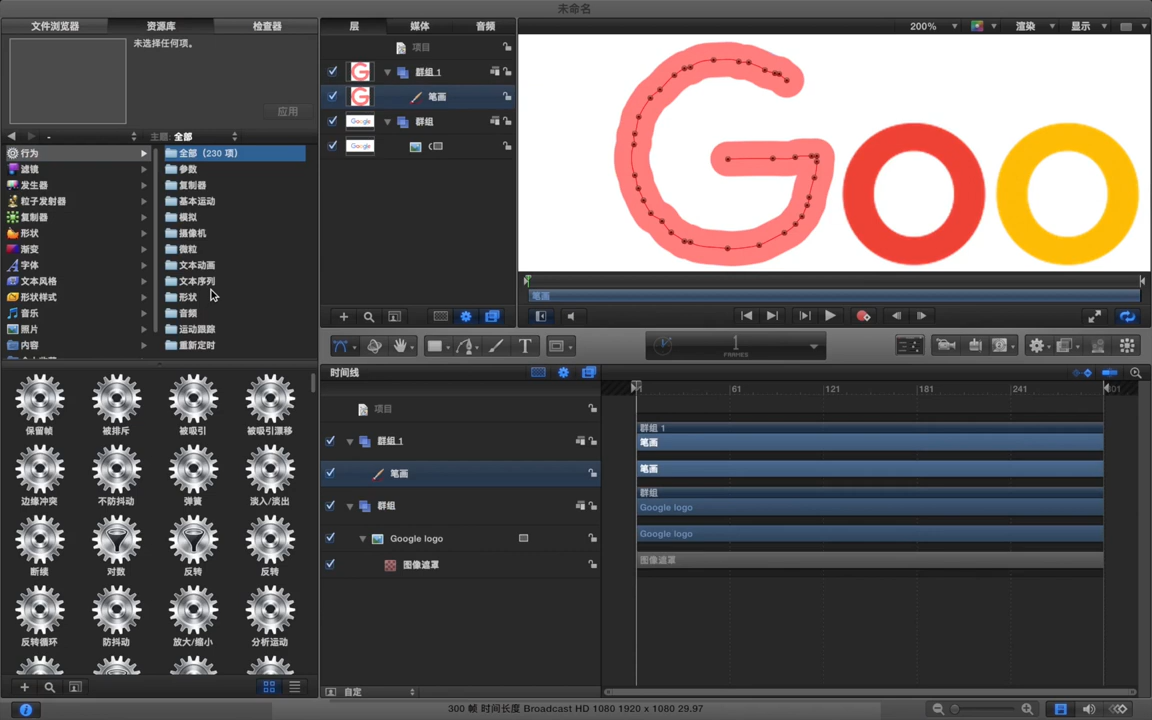 未命名
文件浏览器 资源库 检查器
层 媒体 音频
200% 渲染 显示
未选择任何项。
应用
- 主题: 全部
行为
滤镜
发生器
粒子发射器
复制器
形状
渐变
字体
文本风格
形状样式
音乐
照片
内容
全部（230 项）
参数
复制器
基本运动
模拟
摄像机
微粒
文本动画
文本序列
形状
音频
运动跟踪
重新定时
保留帧 被排斥 被吸引 被吸引漂移
边缘冲突 不防抖动 弹簧 淡入/淡出
断续 对数 反转 反转
反转循环 防抖动 放大/缩小 分析运动
项目
群组 1
笔画
群组
Google
Google
Goo
笔画
1
FRAMES
T
时间线
61 121 181 241 301
项目
群组 1
笔画
群组
Google logo
图像遮罩
群组 1
笔画
笔画
群组
Google logo
Google logo
图像遮罩
自定
300 帧 时间长度 Broadcast HD 1080 1920 x 1080 29.97